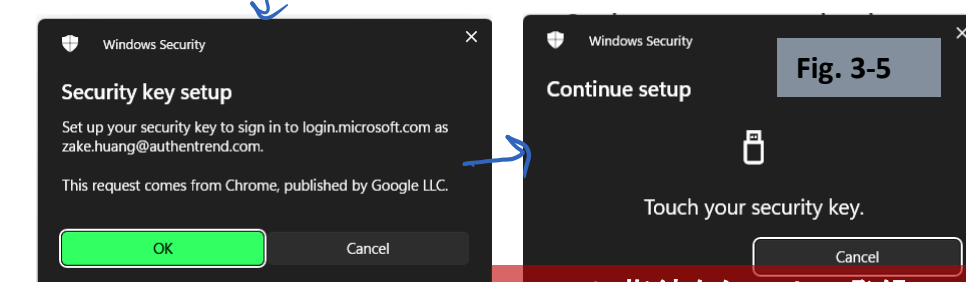 Windows Security
Security key setup
Set up your security key to sign in to login.microsoft.com as
zake.huang@authentrend.com.
This request comes from Chrome, published by Google LLC.
OK
Cancel
Windows Security
Fig. 3-5
Continue setup
Touch your security key.
Cancel